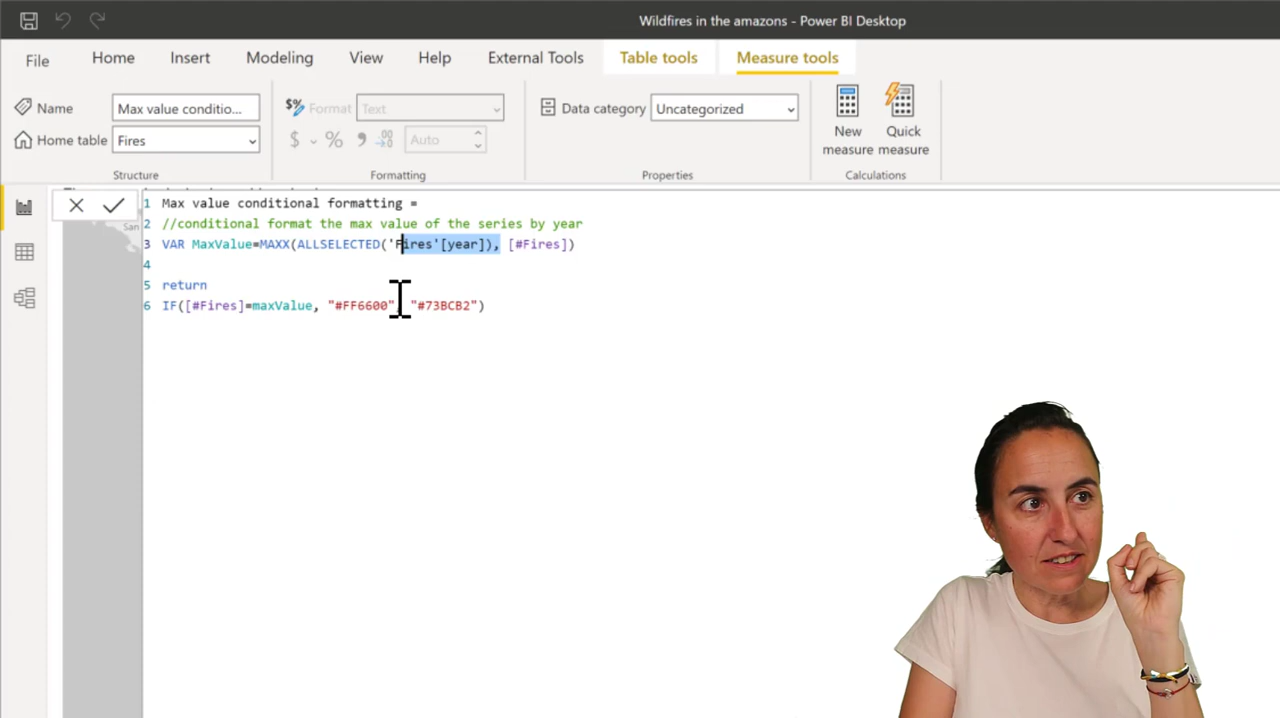 Wildfires in the amazons - Power BI Desktop
File Home Insert Modeling View Help External Tools Table tools Measure tools
Name Max value conditio... $% Format Text Data category Uncategorized
Home table Fires $ % 9 .00 Auto
New measure
Quick measure
Structure Formatting Properties Calculations
San
1 Max value conditional formatting =
2 //conditional format the max value of the series by year
3 VAR MaxValue=MAXX(ALLSELECTED('Fires'[year]), [#Fires])
4
5 return
6 IF([#Fires]=maxValue, "#FF6600", "#73BCB2")